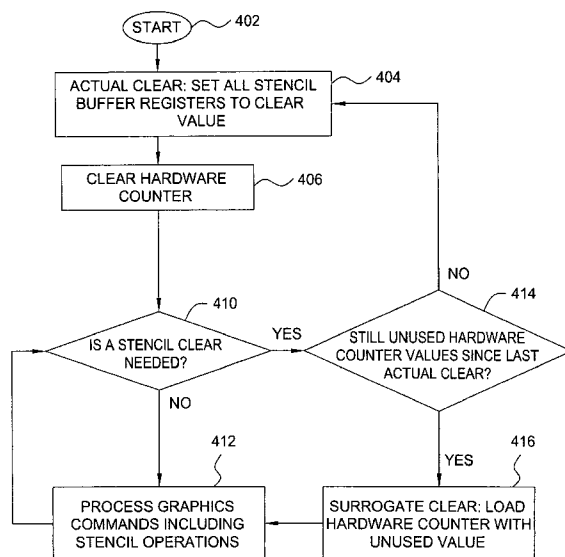 START
402
ACTUAL CLEAR: SET ALL STENCIL
BUFFER REGISTERS TO CLEAR
VALUE
404
CLEAR HARDWARE
COUNTER
406
NO
410
IS A STENCIL CLEAR
NEEDED?
YES
414
STILL UNUSED HARDWARE
COUNTER VALUES SINCE LAST
ACTUAL CLEAR?
NO
YES
412
PROCESS GRAPHICS
COMMANDS INCLUDING
STENCIL OPERATIONS
416
SURROGATE CLEAR: LOAD
HARDWARE COUNTER WITH
UNUSED VALUE